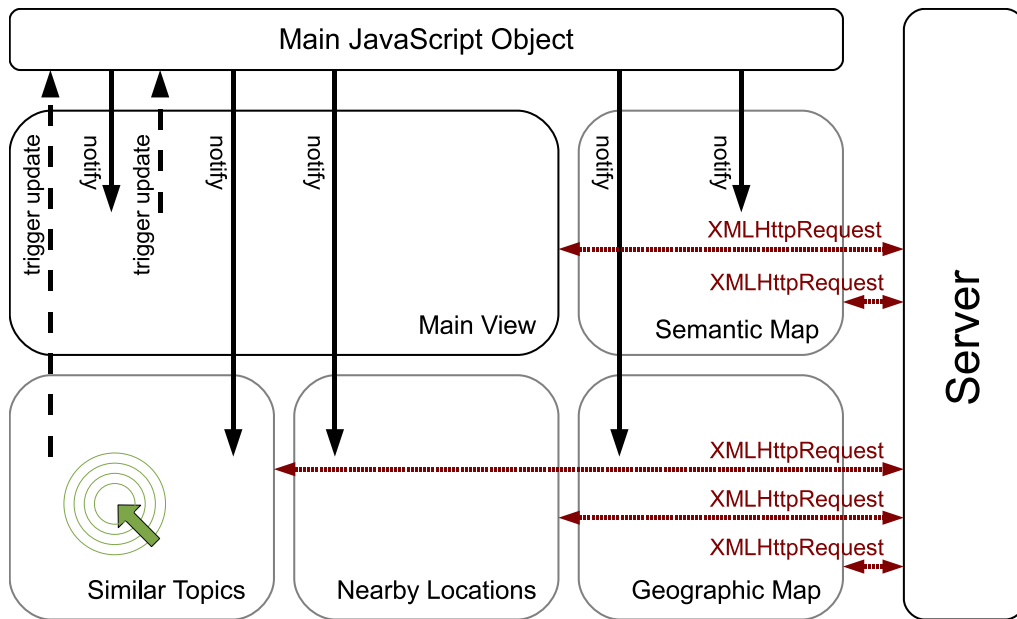 Main JavaScript Object
trigger update
notify
trigger update
notify
notify
notify
notify
XMLHttpRequest
XMLHttpRequest
Main View
Semantic Map
Server
XMLHttpRequest
XMLHttpRequest
XMLHttpRequest
Similar Topics
Nearby Locations
Geographic Map